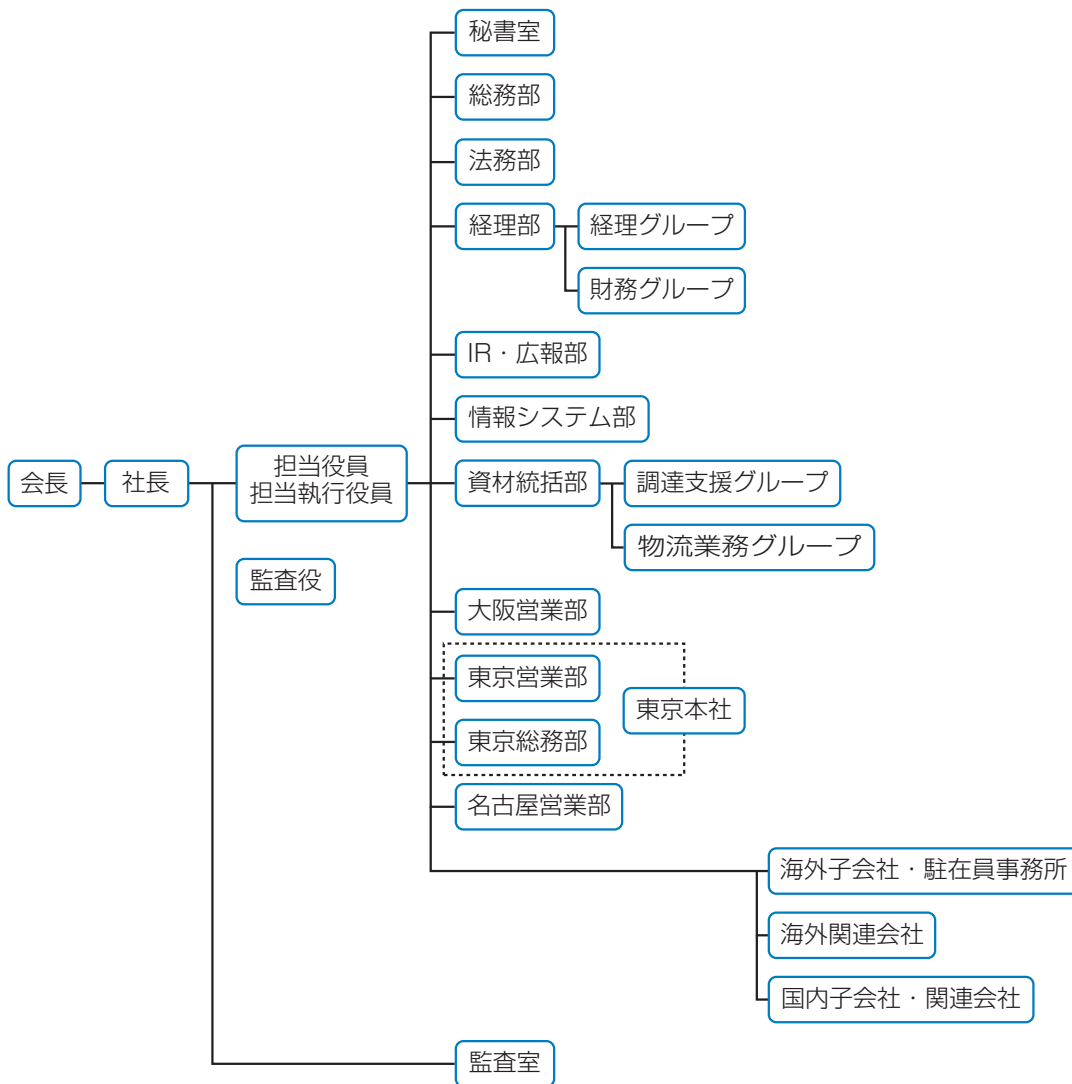 秘書室
総務部
法務部
経理部
経理グループ
財務グループ
IR・広報部
情報システム部
会長
社長
担当役員
担当執行役員
資材統括部
調達支援グループ
物流業務グループ
監査役
大阪営業部
東京営業部
東京本社
東京総務部
名古屋営業部
海外子会社・駐在員事務所
海外関連会社
国内子会社・関連会社
監査室